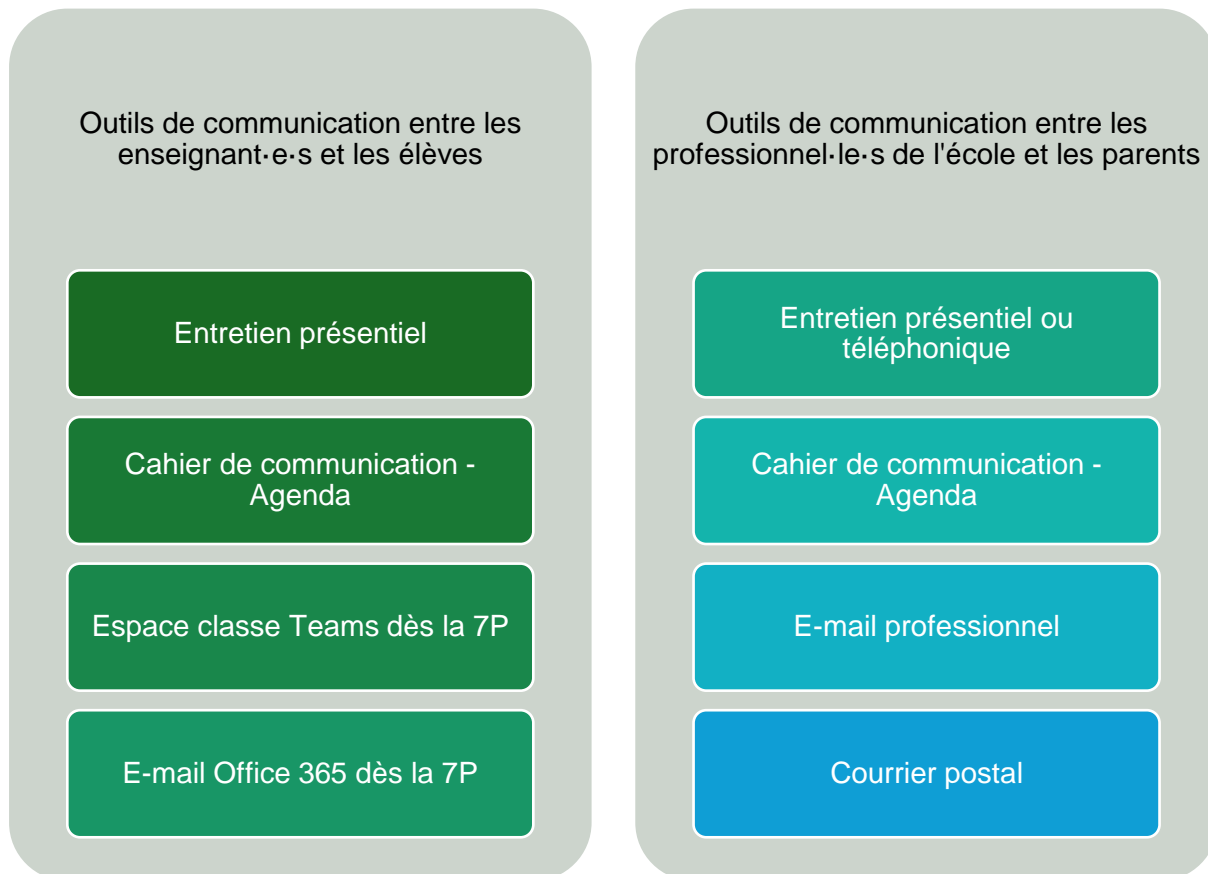 Outils de communication entre les
enseignant·e·s et les élèves
Entretien présentiel
Cahier de communication -
Agenda
Espace classe Teams dès la 7P
E-mail Office 365 dès la 7P
Outils de communication entre les
professionnel·le·s de l'école et les parents
Entretien présentiel ou
téléphonique
Cahier de communication -
Agenda
E-mail professionnel
Courrier postal